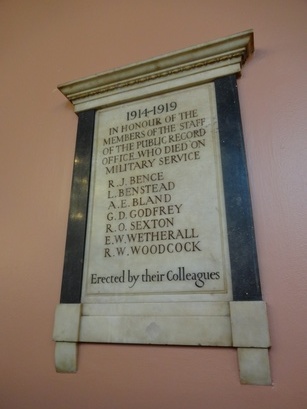 1914-1919
IN HONOUR OF THE
MEMBERS OF THE STAFF
OF THE PUBLIC RECORD
OFFICE WHO DIED ON
MILITARY SERVICE
R. J. BENCE
L. BENSTEAD
A. E. BLAND
G. D. GODFREY
R. O. SEXTON
E. W. WETHERALL
R. W. WOODCOCK
Erected by their Colleagues